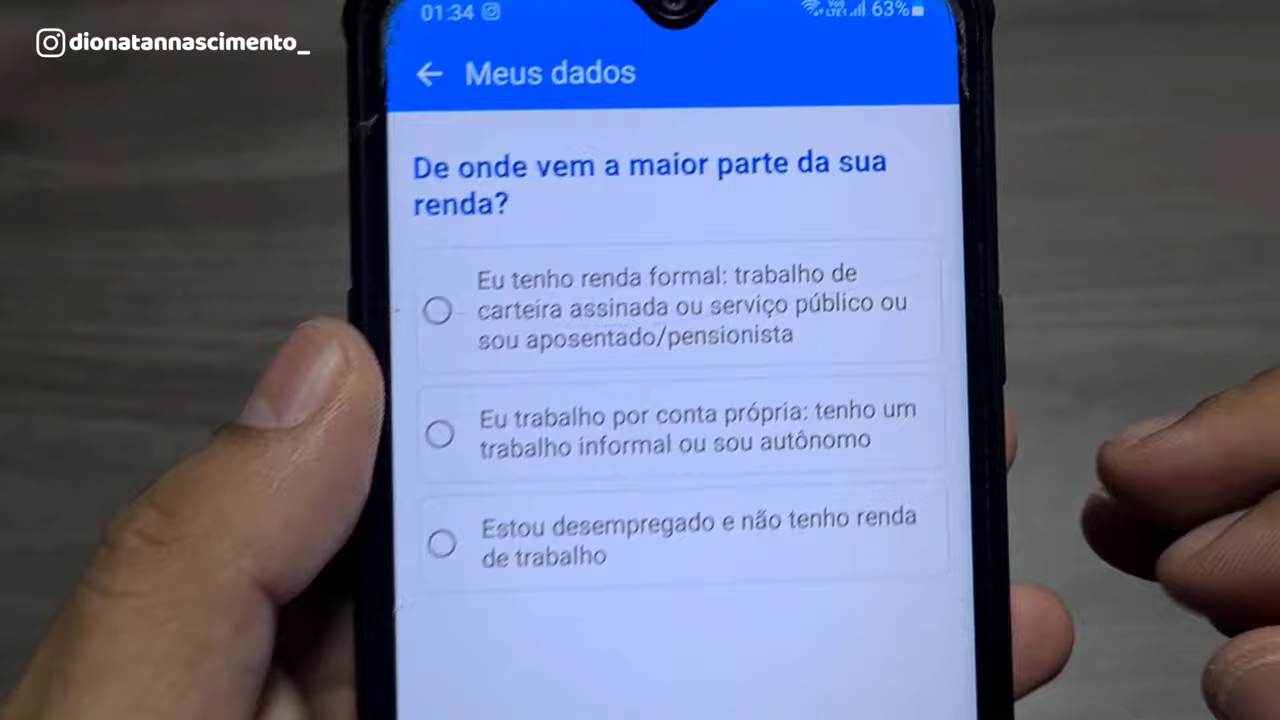 dionatannascimento_
01:34
63%
Meus dados
De onde vem a maior parte da sua
renda?
Eu tenho renda formal: trabalho de
carteira assinada ou serviço público ou
sou aposentado/pensionista
Eu trabalho por conta própria: tenho um
trabalho informal ou sou autônomo
Estou desempregado e não tenho renda
de trabalho